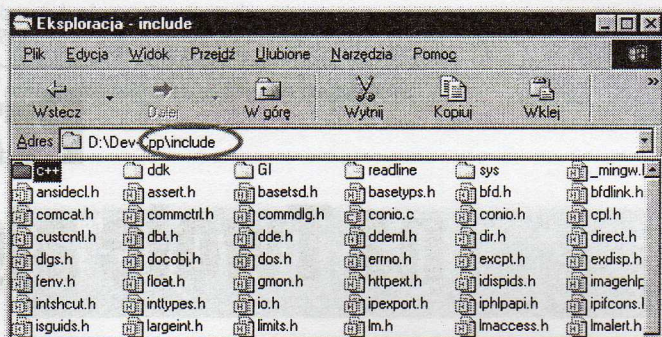 Eksploracja - include
Plik Edycja Widok Przejdź Ulubione Narzędzia Pomoc
Wstecz Dalej W górę Wytnij Kopiuj Wklej »
Adres D:\Dev-Cpp\include
c++ ddk Gl readline sys _mingw.l
ansidecl.h assert.h basetsd.h basetyps.h bfd.h bfdlink.h
comcat.h commctrl.h commdlg.h conio.c conio.h cpl.h
custcntl.h dbt.h dde.h ddeml.h dir.h direct.h
dlgs.h docobj.h dos.h errno.h excpt.h exdisp.h
fenv.h float.h gmon.h httpext.h idispids.h imagehlp
intshcut.h inttypes.h io.h ipexport.h iphlpapi.h ipifcons.l
isguids.h largeint.h limits.h lm.h lmaccess.h lmalert.h